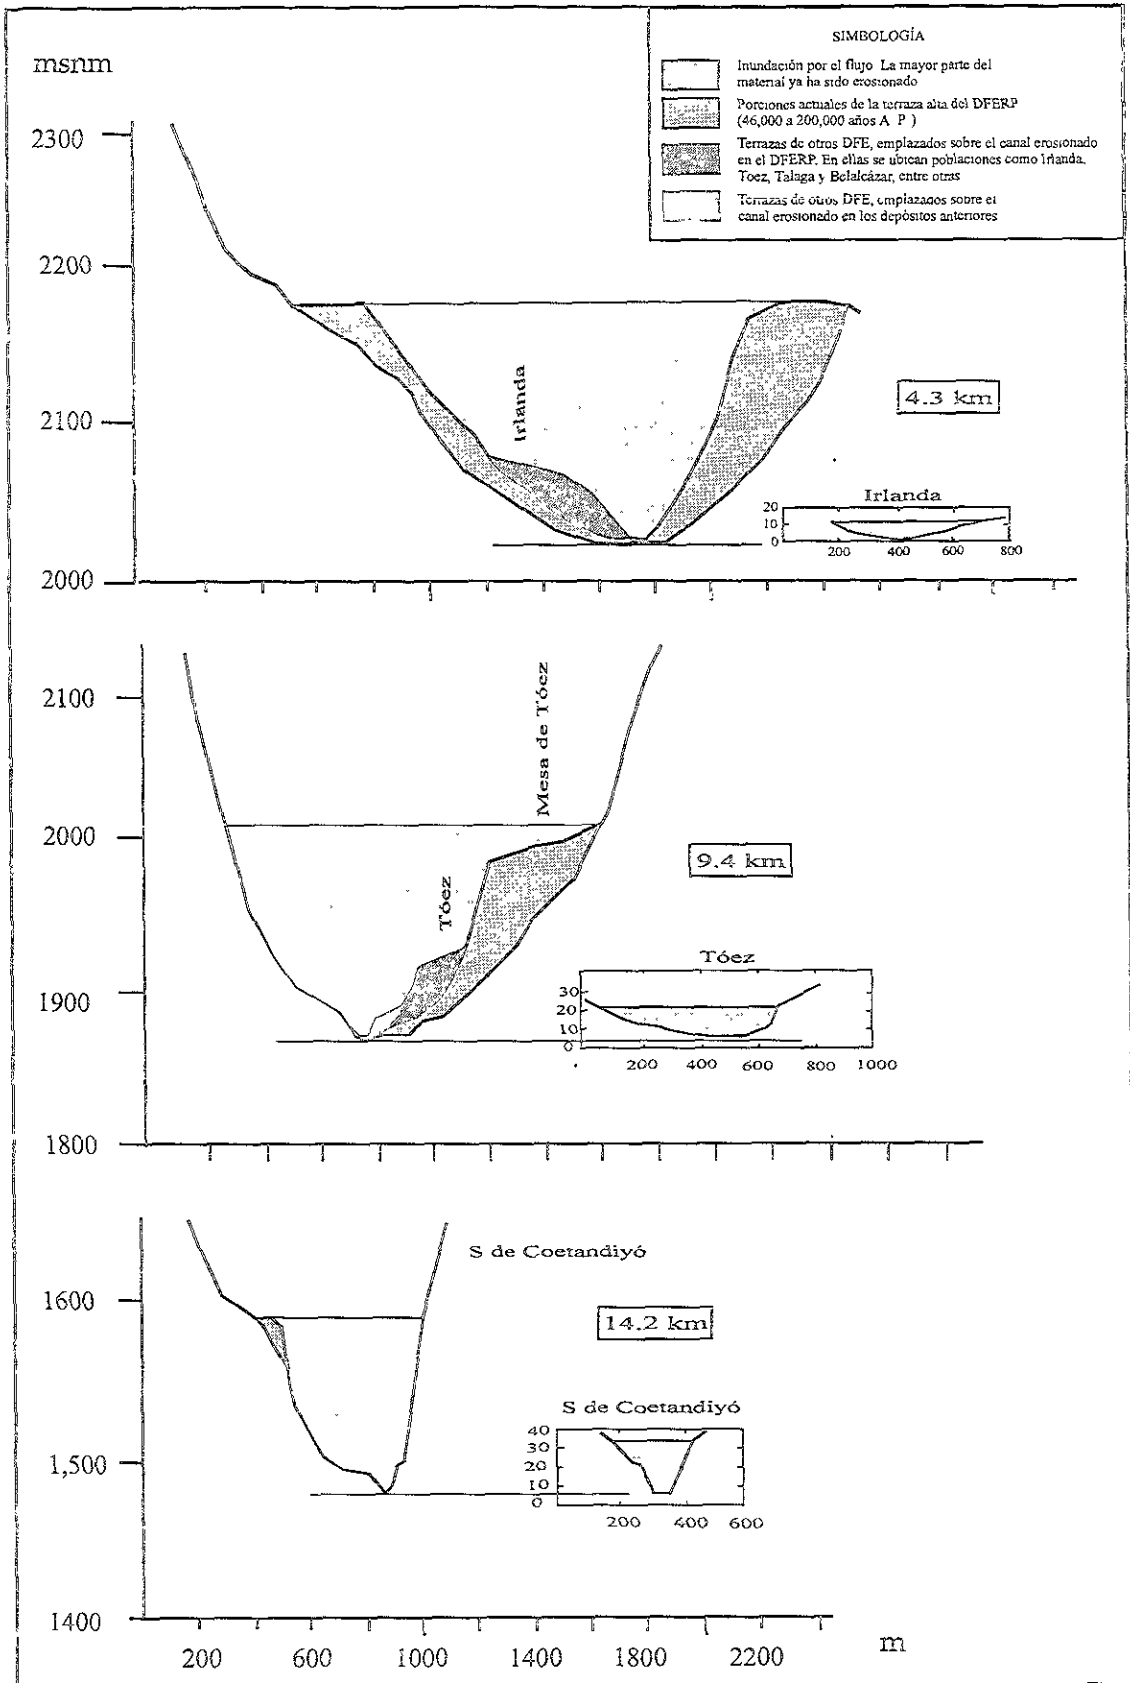 SIMBOLOGÍA
Inundación por el flujo La mayor parte del
material ya ha sido erosionado
Porciones actuales de la terraza alta del DFERP
(46,000 a 200,000 años A P )
Terrazas de otros DFE, emplazados sobre el canal erosionado
en el DFERP. En ellas se ubican poblaciones como Irlanda,
Toez, Talaga y Belalcázar, entre otras
Terrazas de otros DFE, emplazados sobre el
canal erosionado en los depósitos anteriores
msnm
2300
2200
2100
2000
Irlanda
4.3 km
Irlanda
20
10
0
200 400 600 800
2100
2000
1900
1800
Mesa de Tóez
Tóez
9.4 km
Tóez
30
20
10
0
200 400 600 800 1000
S de Coetandiyó
1600
1,500
1400
14.2 km
S de Coetandiyó
40
30
20
10
0
200 400 600
200 600 1000 1400 1800 2200 m